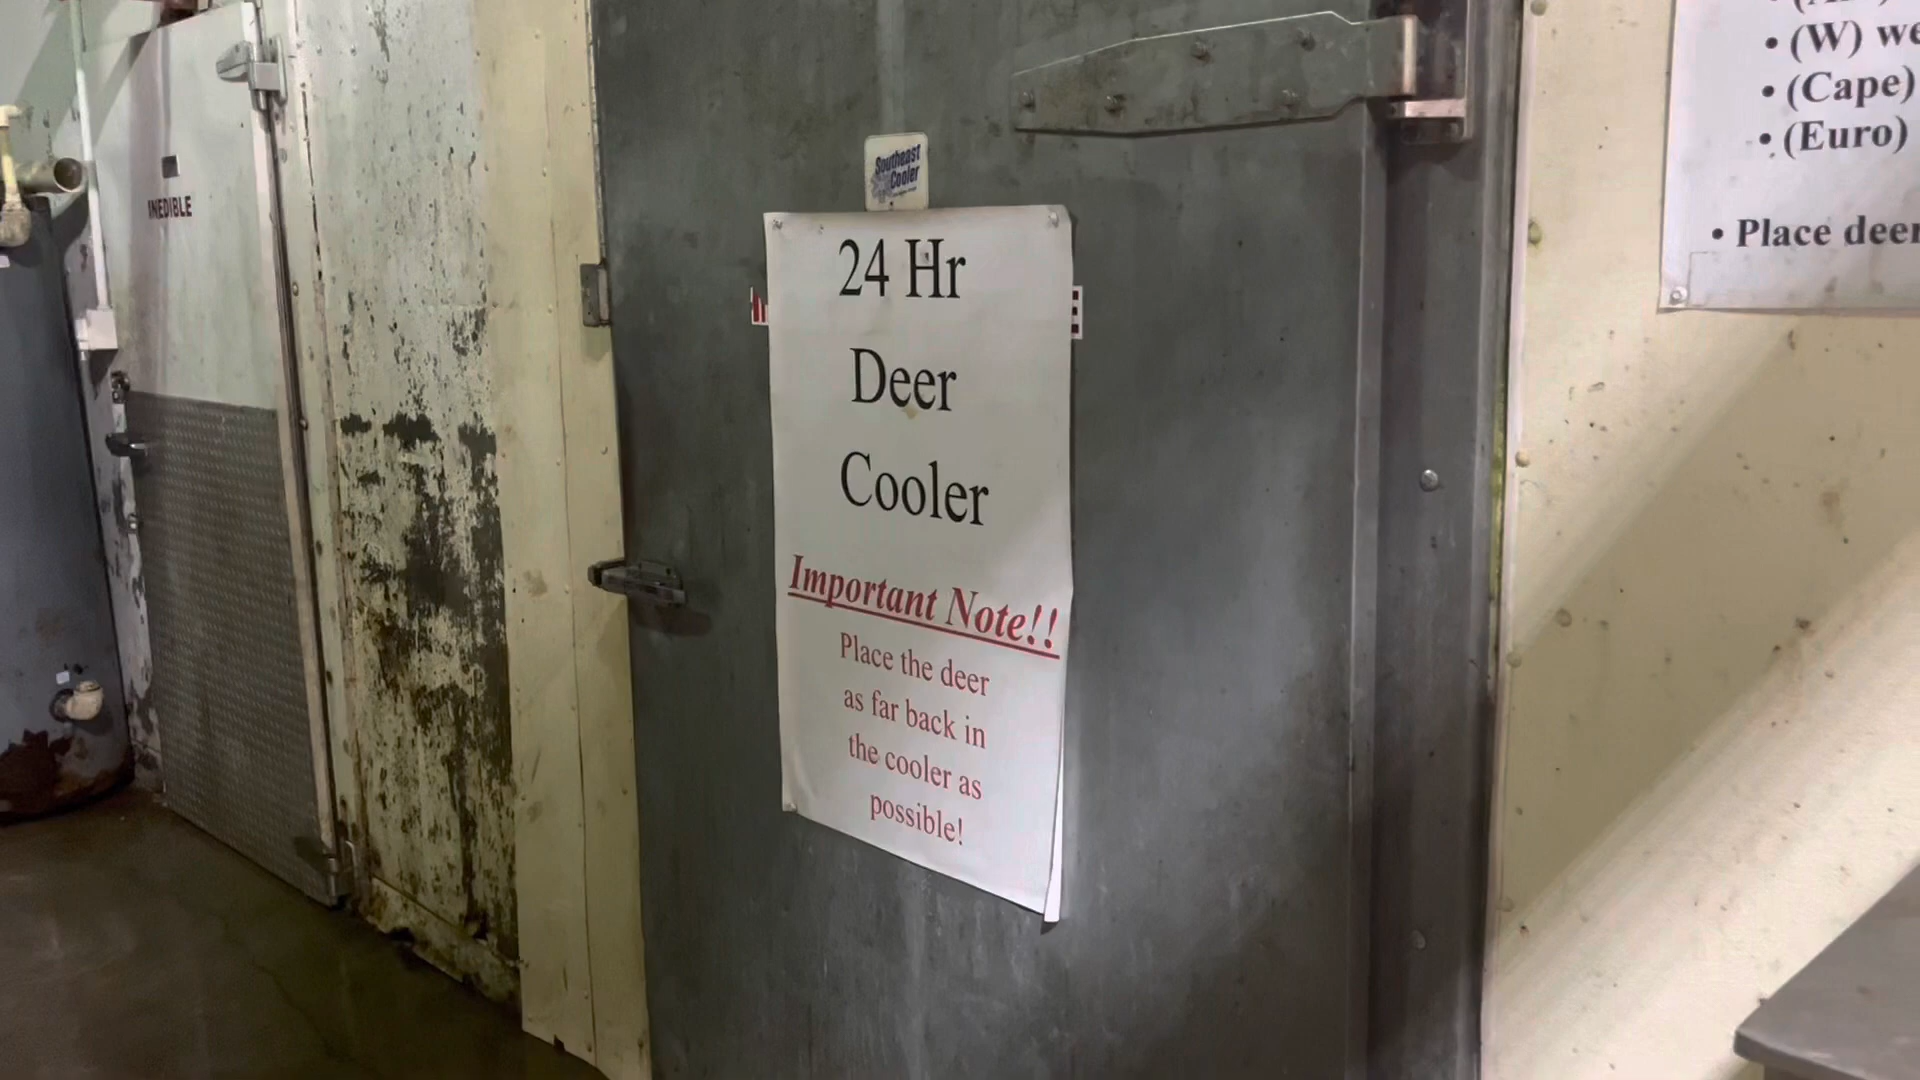 INEDIBLE
Southeast
Cooler
24 Hr
Deer
Cooler
Important Note!!
Place the deer
as far back in
the cooler as
possible!
• (W)
• (Cape)
• (Euro)
• Place deer